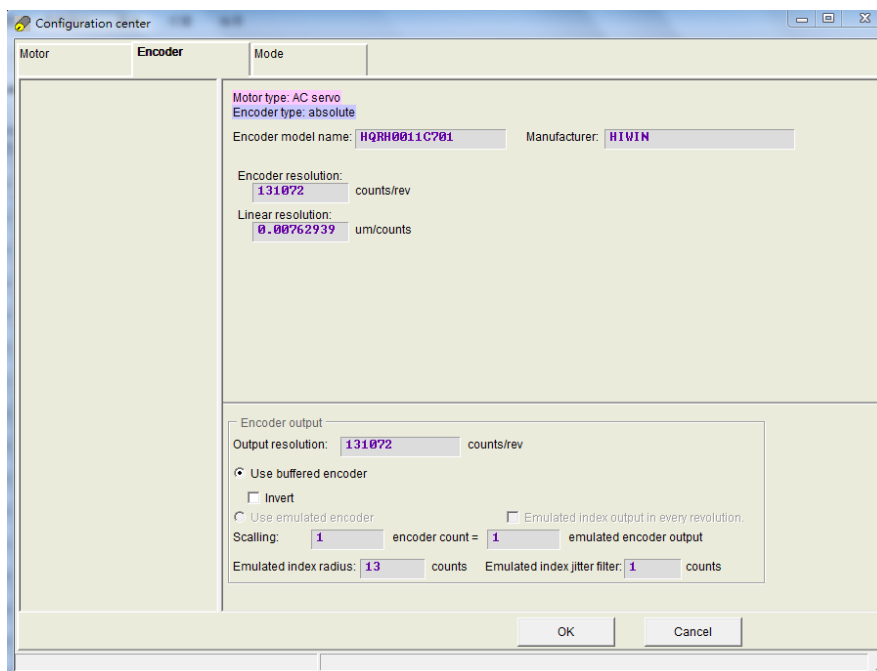 Configuration center
Motor Encoder Mode
Motor type: AC servo
Encoder type: absolute
Encoder model name: HQRH0011C701 Manufacturer: HIWIN
Encoder resolution:
131072 counts/rev
Linear resolution:
0.00762939 um/counts
Encoder output
Output resolution: 131072 counts/rev
Use buffered encoder
Invert
Use emulated encoder Emulated index output in every revolution.
Scalling: 1 encoder count = 1 emulated encoder output
Emulated index radius: 13 counts Emulated index jitter filter: 1 counts
OK Cancel